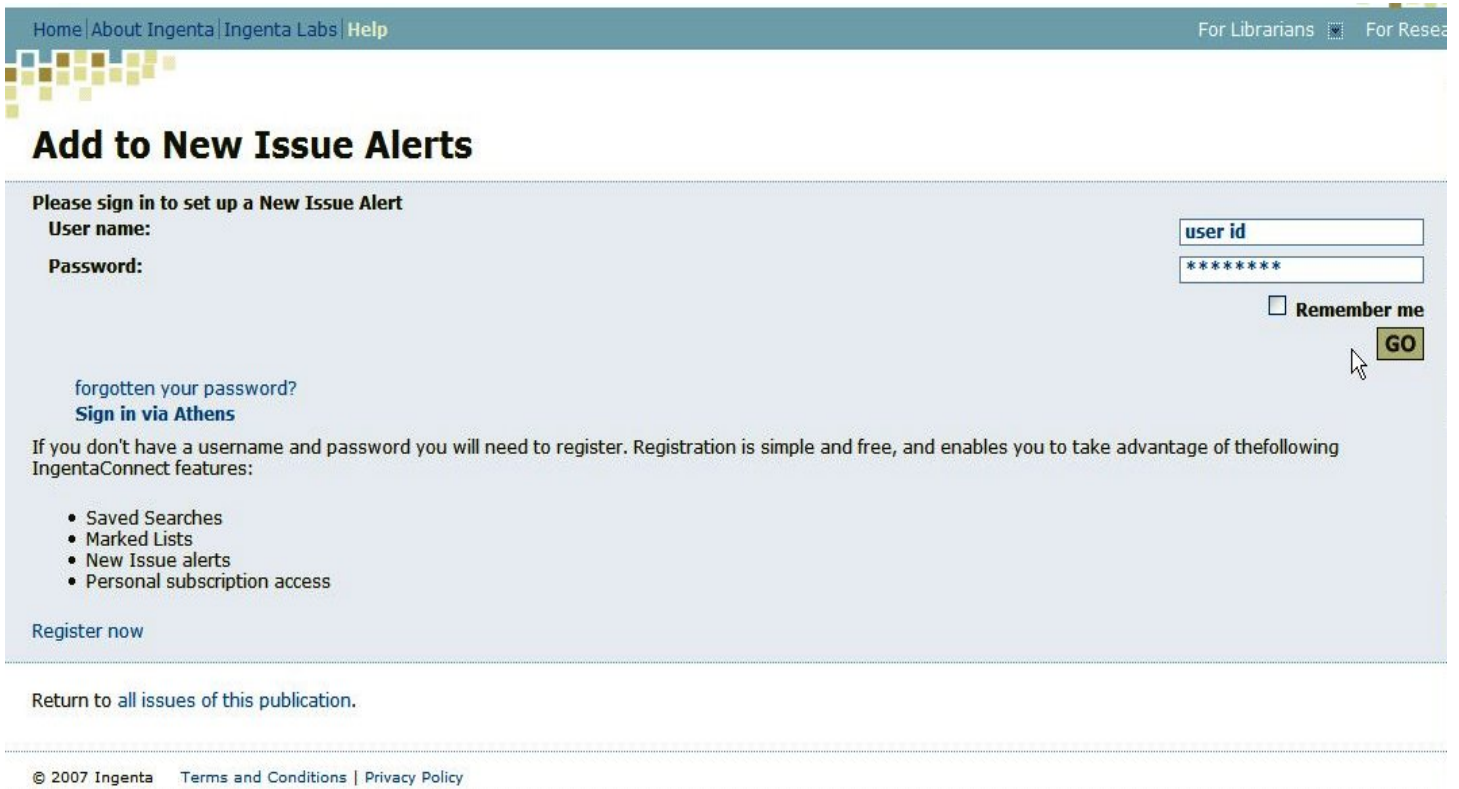 Home|About Ingenta|Ingenta Labs|Help For Librarians For Resea
Add to New Issue Alerts
Please sign in to set up a New Issue Alert
User name: user id
Password: ********
Remember me
GO
forgotten your password?
Sign in via Athens
If you don't have a username and password you will need to register. Registration is simple and free, and enables you to take advantage of thefollowing
IngentaConnect features:
• Saved Searches
• Marked Lists
• New Issue alerts
• Personal subscription access
Register now
Return to all issues of this publication.
© 2007 Ingenta Terms and Conditions | Privacy Policy